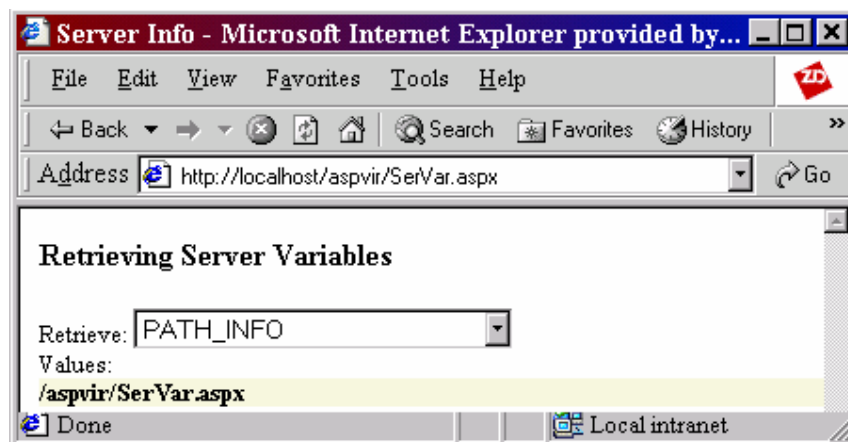 Server Info - Microsoft Internet Explorer provided by...
File Edit View Favorites Tools Help
ZD
Back Search Favorites History »
Address http://localhost/aspvir/SerVar.aspx Go
Retrieving Server Variables
Retrieve: PATH_INFO
Values:
/aspvir/SerVar.aspx
Done Local intranet